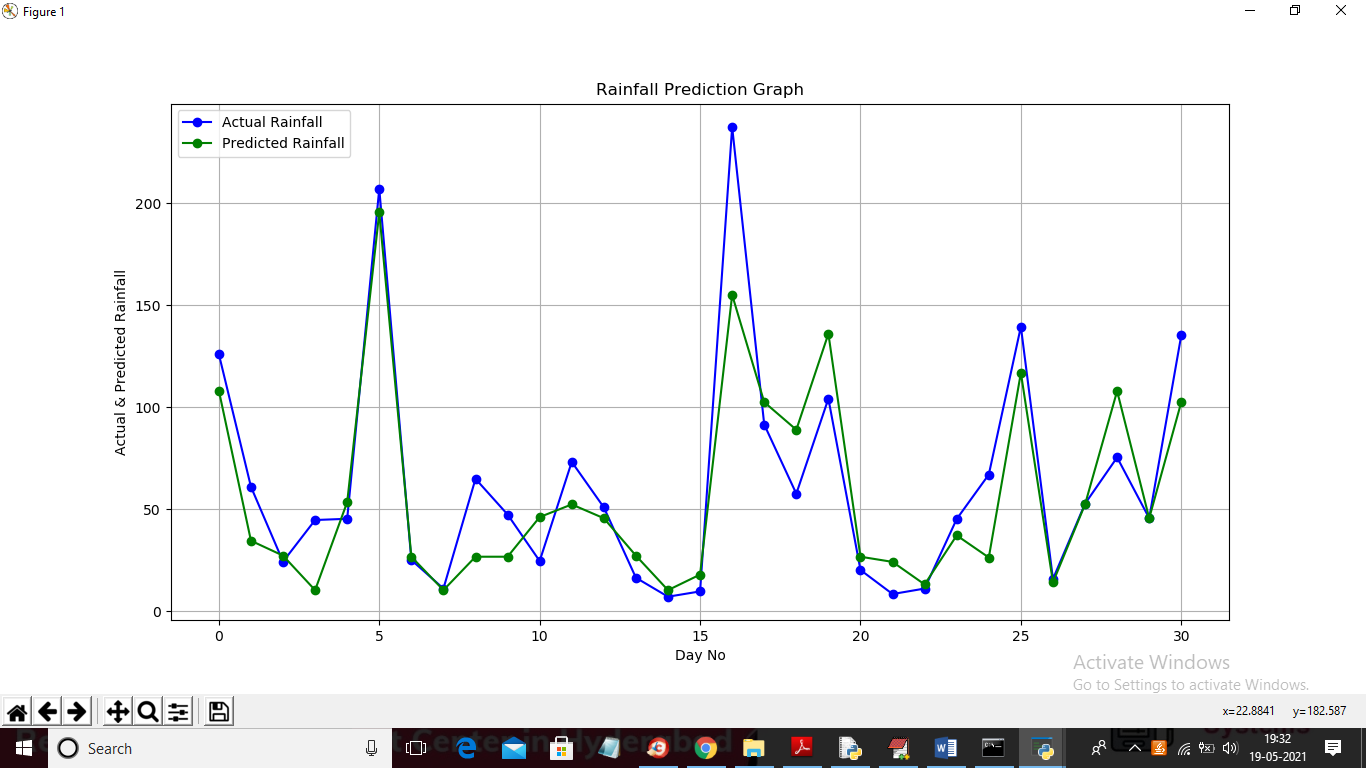 Figure 1
Rainfall Prediction Graph
Actual Rainfall
Predicted Rainfall
Actual & Predicted Rainfall
200
150
100
50
0
0 5 10 15 20 25 30
Day No
Activate Windows
Go to Settings to activate Windows.
x=22.8841 y=182.587
Search
19:32
19-05-2021